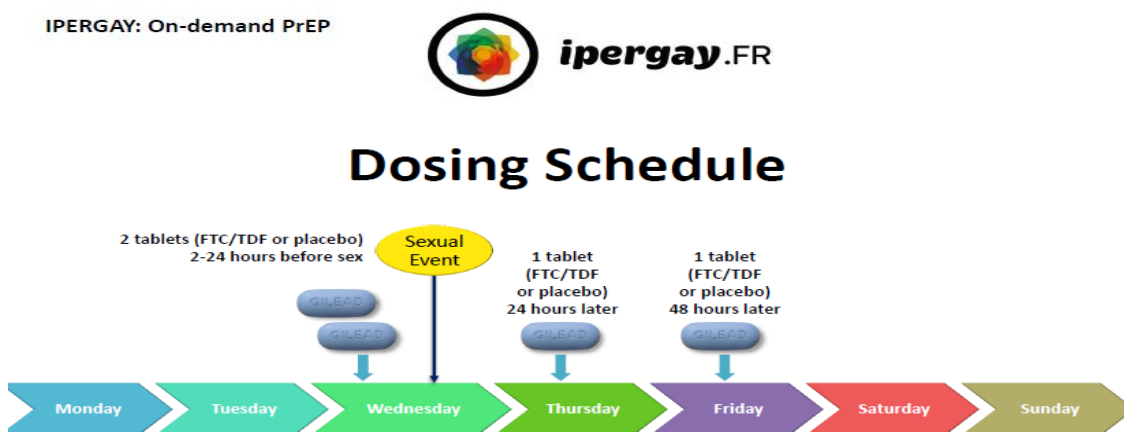 IPERGAY: On-demand PrEP
ipergay.FR
Dosing Schedule
2 tablets (FTC/TDF or placebo)
2-24 hours before sex
Sexual
Event
1 tablet
(FTC/TDF
or placebo)
24 hours later
1 tablet
(FTC/TDF
or placebo)
48 hours later
GILEAD
GILEAD
GILEAD
GILEAD
Monday
Tuesday
Wednesday
Thursday
Friday
Saturday
Sunday